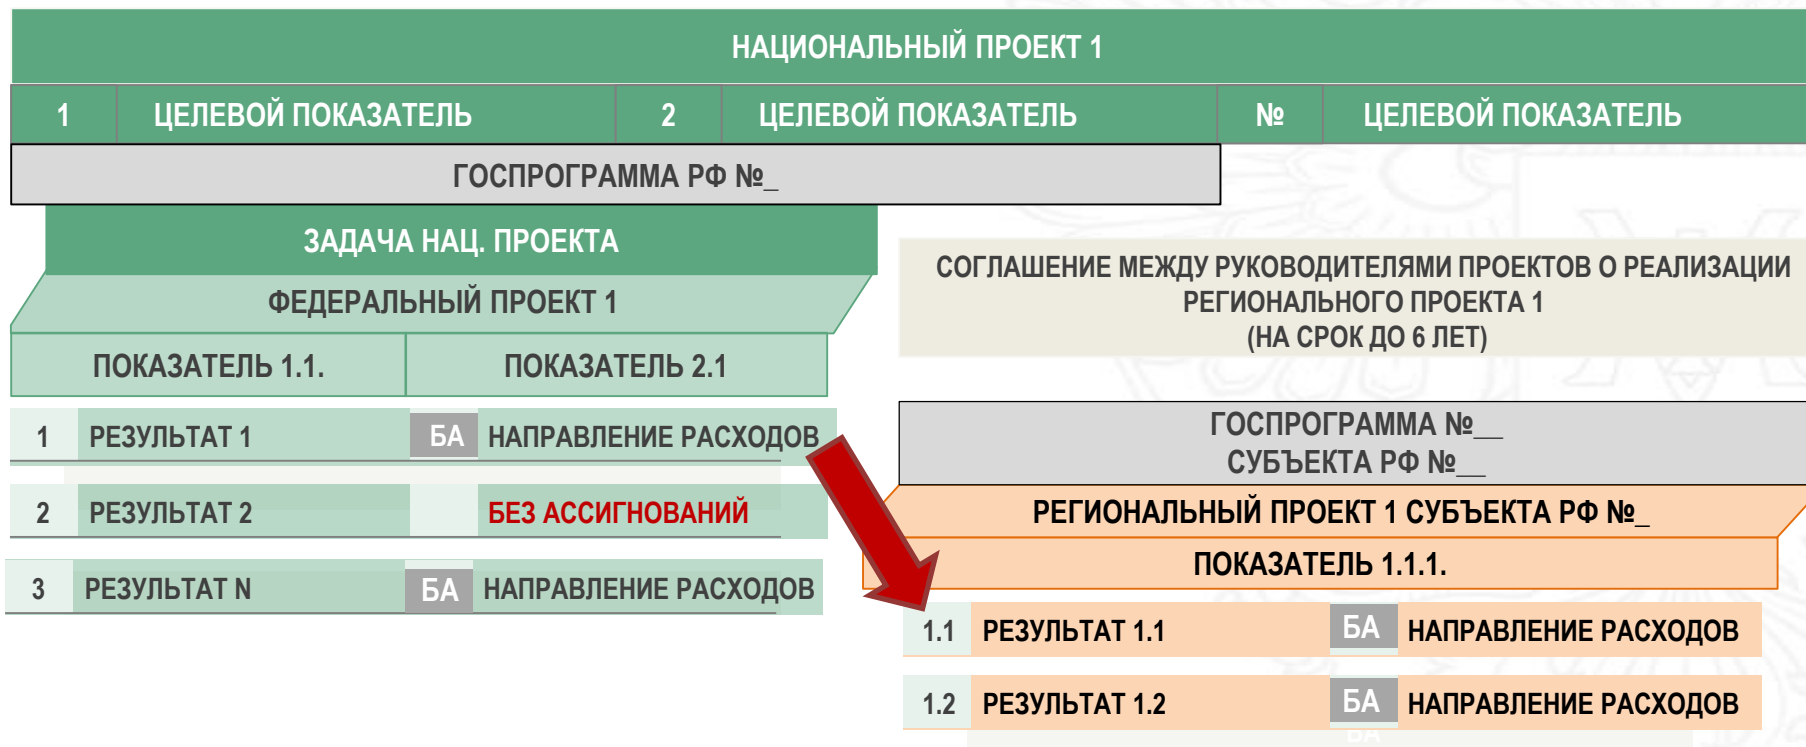 НАЦИОНАЛЬНЫЙ ПРОЕКТ 1
1 ЦЕЛЕВОЙ ПОКАЗАТЕЛЬ 2 ЦЕЛЕВОЙ ПОКАЗАТЕЛЬ № ЦЕЛЕВОЙ ПОКАЗАТЕЛЬ
ГОСПРОГРАММА РФ №_
ЗАДАЧА НАЦ. ПРОЕКТА
ФЕДЕРАЛЬНЫЙ ПРОЕКТ 1
ПОКАЗАТЕЛЬ 1.1. ПОКАЗАТЕЛЬ 2.1
1 РЕЗУЛЬТАТ 1 БА НАПРАВЛЕНИЕ РАСХОДОВ
2 РЕЗУЛЬТАТ 2 БЕЗ АССИГНОВАНИЙ
3 РЕЗУЛЬТАТ N БА НАПРАВЛЕНИЕ РАСХОДОВ
СОГЛАШЕНИЕ МЕЖДУ РУКОВОДИТЕЛЯМИ ПРОЕКТОВ О РЕАЛИЗАЦИИ
РЕГИОНАЛЬНОГО ПРОЕКТА 1
(НА СРОК ДО 6 ЛЕТ)
ГОСПРОГРАММА №__
СУБЪЕКТА РФ №__
РЕГИОНАЛЬНЫЙ ПРОЕКТ 1 СУБЪЕКТА РФ №_
ПОКАЗАТЕЛЬ 1.1.1.
1.1 РЕЗУЛЬТАТ 1.1 БА НАПРАВЛЕНИЕ РАСХОДОВ
1.2 РЕЗУЛЬТАТ 1.2 БА НАПРАВЛЕНИЕ РАСХОДОВ
БА